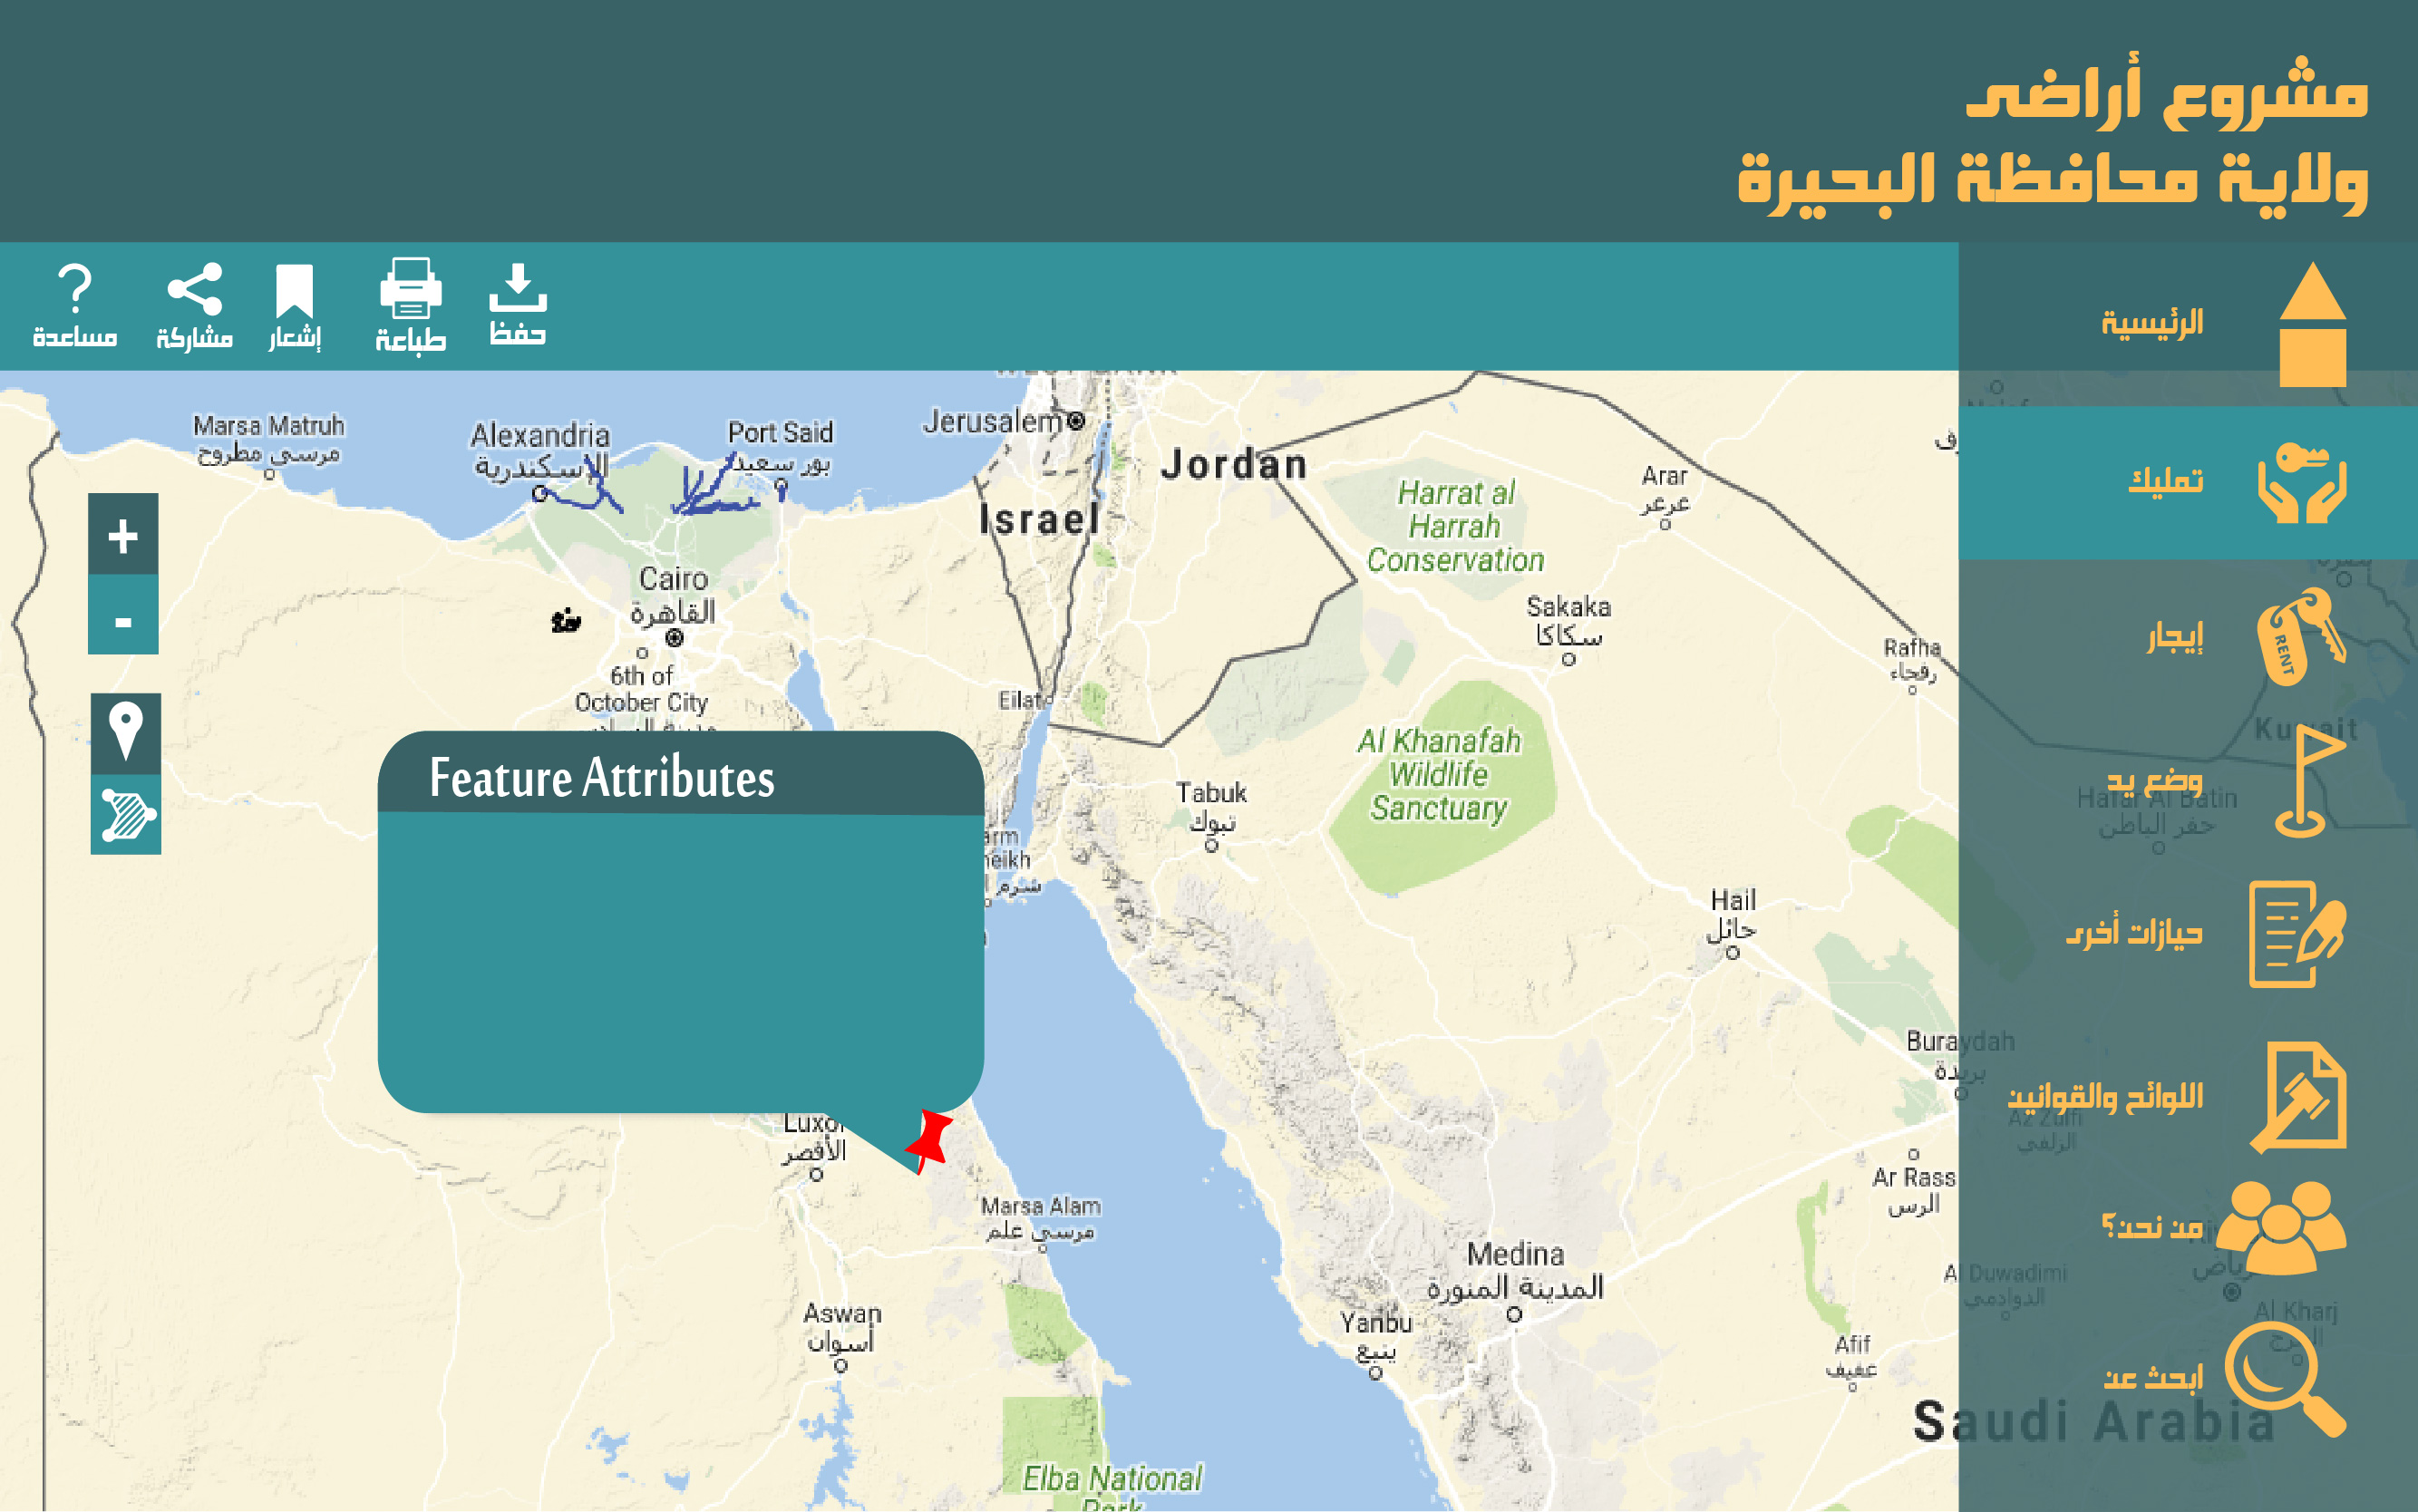 مشروع أراضى
ولاية محافظة البحيرة
حفظ
طباعة
إشعار
مشاركة
مساعدة
الرئيسية
تمليك
إيجار
RENT
وضع يد
حيازات أخرى
اللوائح والقوانين
من نحن؟
ابحث عن
+
-
Feature Attributes
Marsa Matruh
مرسى مطروح
Alexandria
الإسكندرية
Port Said
بور سعيد
Jerusalem
Jordan
Israel
Cairo
القاهرة
6th of
October City
Eilat
Harrat al
Harrah
Conservation
Arar
عرعر
Sakaka
سكاكا
Rafha
رفحاء
Kuwait
Hafar Al Batin
حفر الباطن
Al Khanafah
Wildlife
Sanctuary
Tabuk
تبوك
Hail
حائل
Buraydah
بريدة
Az Zulfi
الزلفي
Ar Rass
الرس
Luxor
الأقصر
Marsa Alam
مرسى علم
Medina
المدينة المنورة
Al Duwadimi
الدوادمي
Al Kharj
الخرج
Aswan
أسوان
Yanbu
ينبع
Afif
عفيف
Saudi Arabia
Elba National
Park